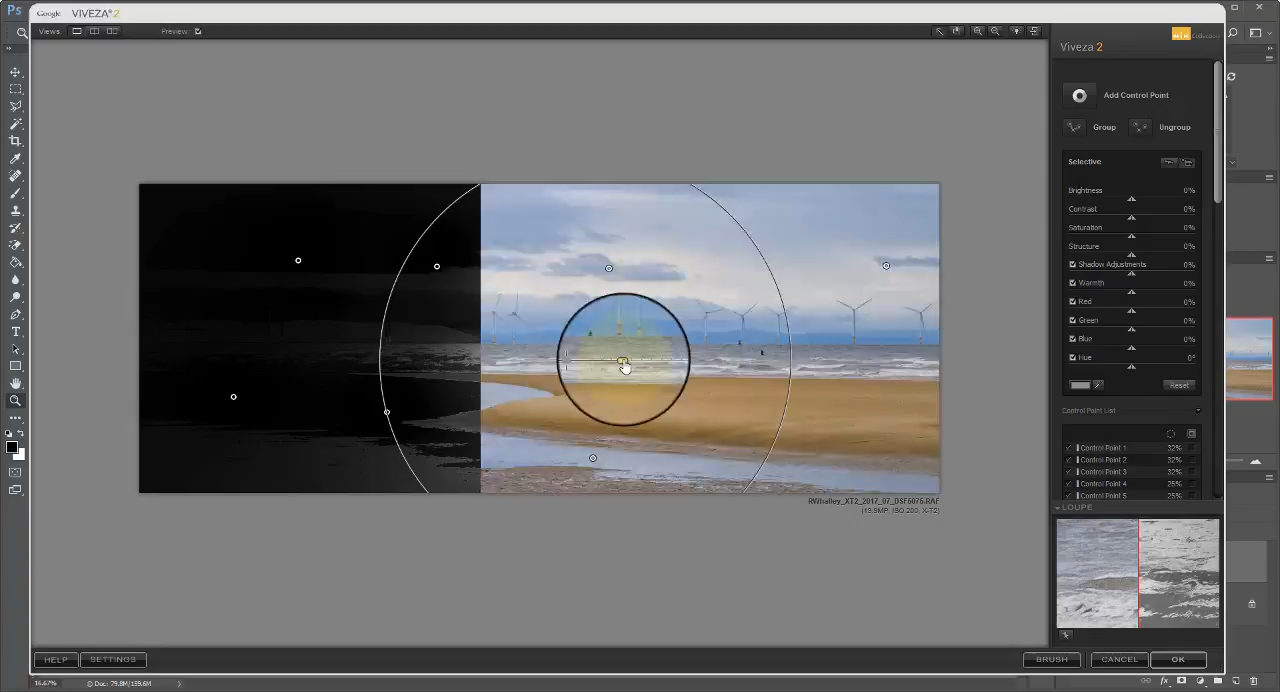 Ps
Google VIVEZA 2
Views Preview:
Viveza 2
Add Control Point
Group Ungroup
Selective
Brightness 0%
Contrast 0%
Saturation 0%
Structure 0%
Shadow Adjustments 0%
Warmth 0%
Red 0%
Green 0%
Blue 0%
Hue 0°
Reset
Control Point List
Control Point 1 32%
Control Point 2 32%
Control Point 3 32%
Control Point 4 25%
Control Point 5 25%
RWhalley_XT2_2017_07_DSF6075.RAF
(19.9MP, ISO 200, X-T2)
LOUPE
HELP SETTINGS BRUSH CANCEL OK
16.67% Doc: 79.8M/159.6M